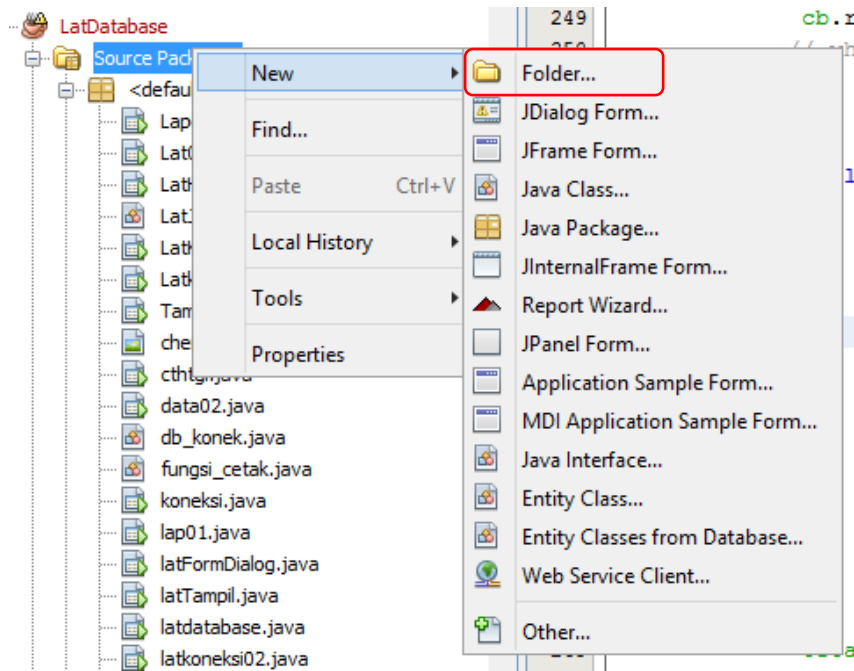 LatDatabase
Source Pac
<defau
Lap
Lat
Lat
Lat
Lat
Lat
Tam
che
cthtgl.java
data02.java
db_konek.java
fungsi_cetak.java
koneksi.java
lap01.java
latFormDialog.java
latTampil.java
latdatabase.java
latkoneksi02.java
New
Find...
Paste Ctrl+V
Local History
Tools
Properties
Folder...
JDialog Form...
JFrame Form...
Java Class...
Java Package...
JInternalFrame Form...
Report Wizard...
JPanel Form...
Application Sample Form...
MDI Application Sample Form...
Java Interface...
Entity Class...
Entity Classes from Database...
Web Service Client...
Other...
249 cb.r